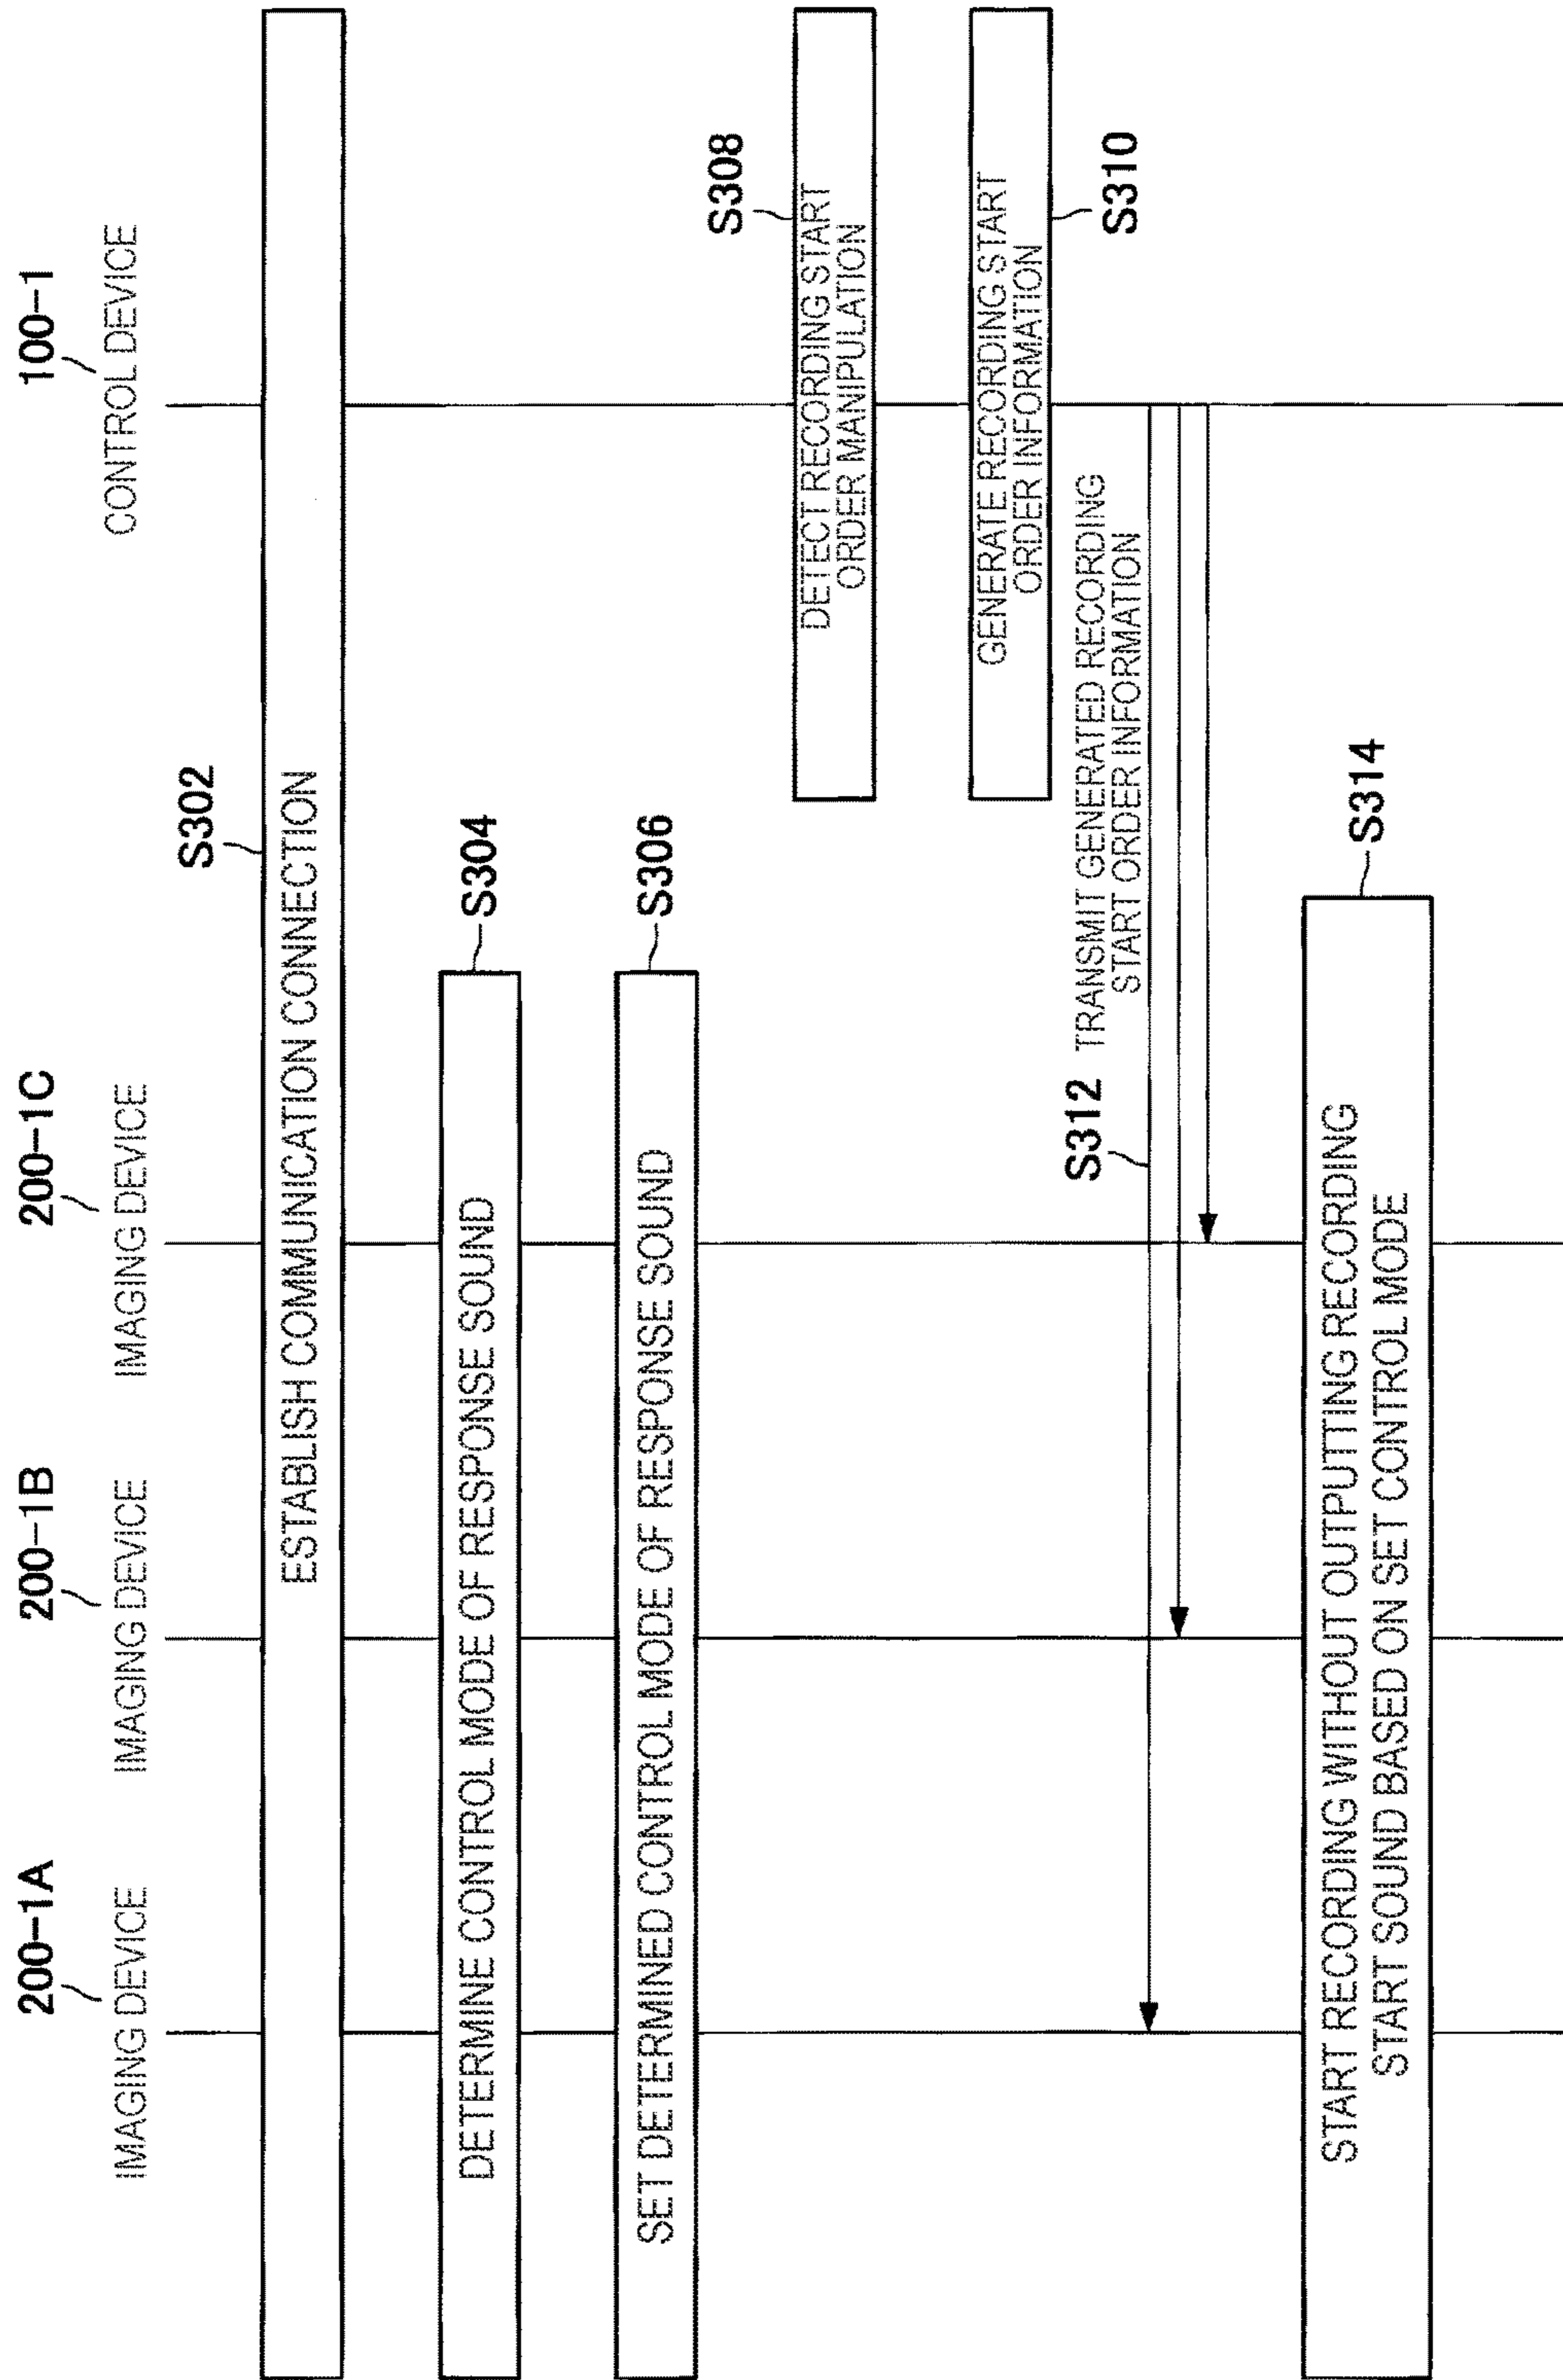 200-1A
200-1B
200-1C
100-1
IMAGING DEVICE
IMAGING DEVICE
IMAGING DEVICE
CONTROL DEVICE
S302
ESTABLISH COMMUNICATION CONNECTION
DETERMINE CONTROL MODE OF RESPONSE SOUND
S304
SET DETERMINED CONTROL MODE OF RESPONSE SOUND
S306
S308
DETECT RECORDING START
ORDER MANIPULATION
GENERATE RECORDING START
ORDER INFORMATION
S310
S312
TRANSMIT GENERATED RECORDING
START ORDER INFORMATION
START RECORDING WITHOUT OUTPUTTING RECORDING
START SOUND BASED ON SET CONTROL MODE
S314